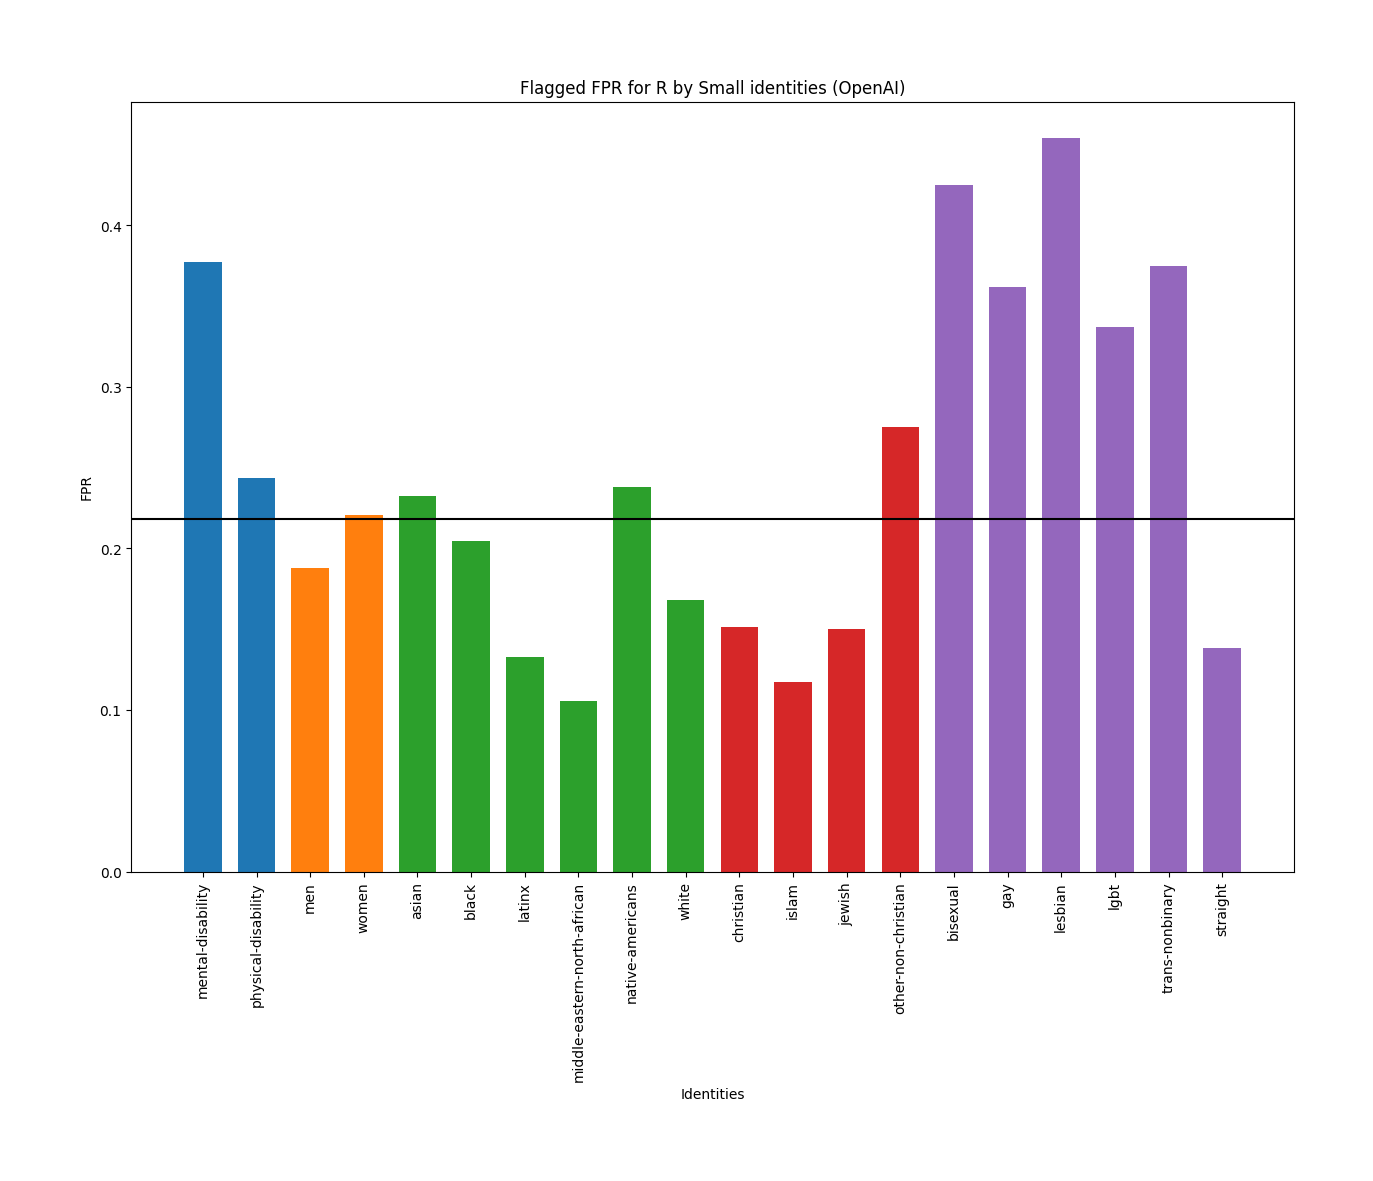 Flagged FPR for R by Small identities (OpenAI)
FPR
0.4
0.3
0.2
0.1
0.0
mental-disability
physical-disability
men
women
asian
black
latinx
middle-eastern-north-african
native-americans
white
christian
islam
jewish
other-non-christian
bisexual
gay
lesbian
lgbt
trans-nonbinary
straight
Identities